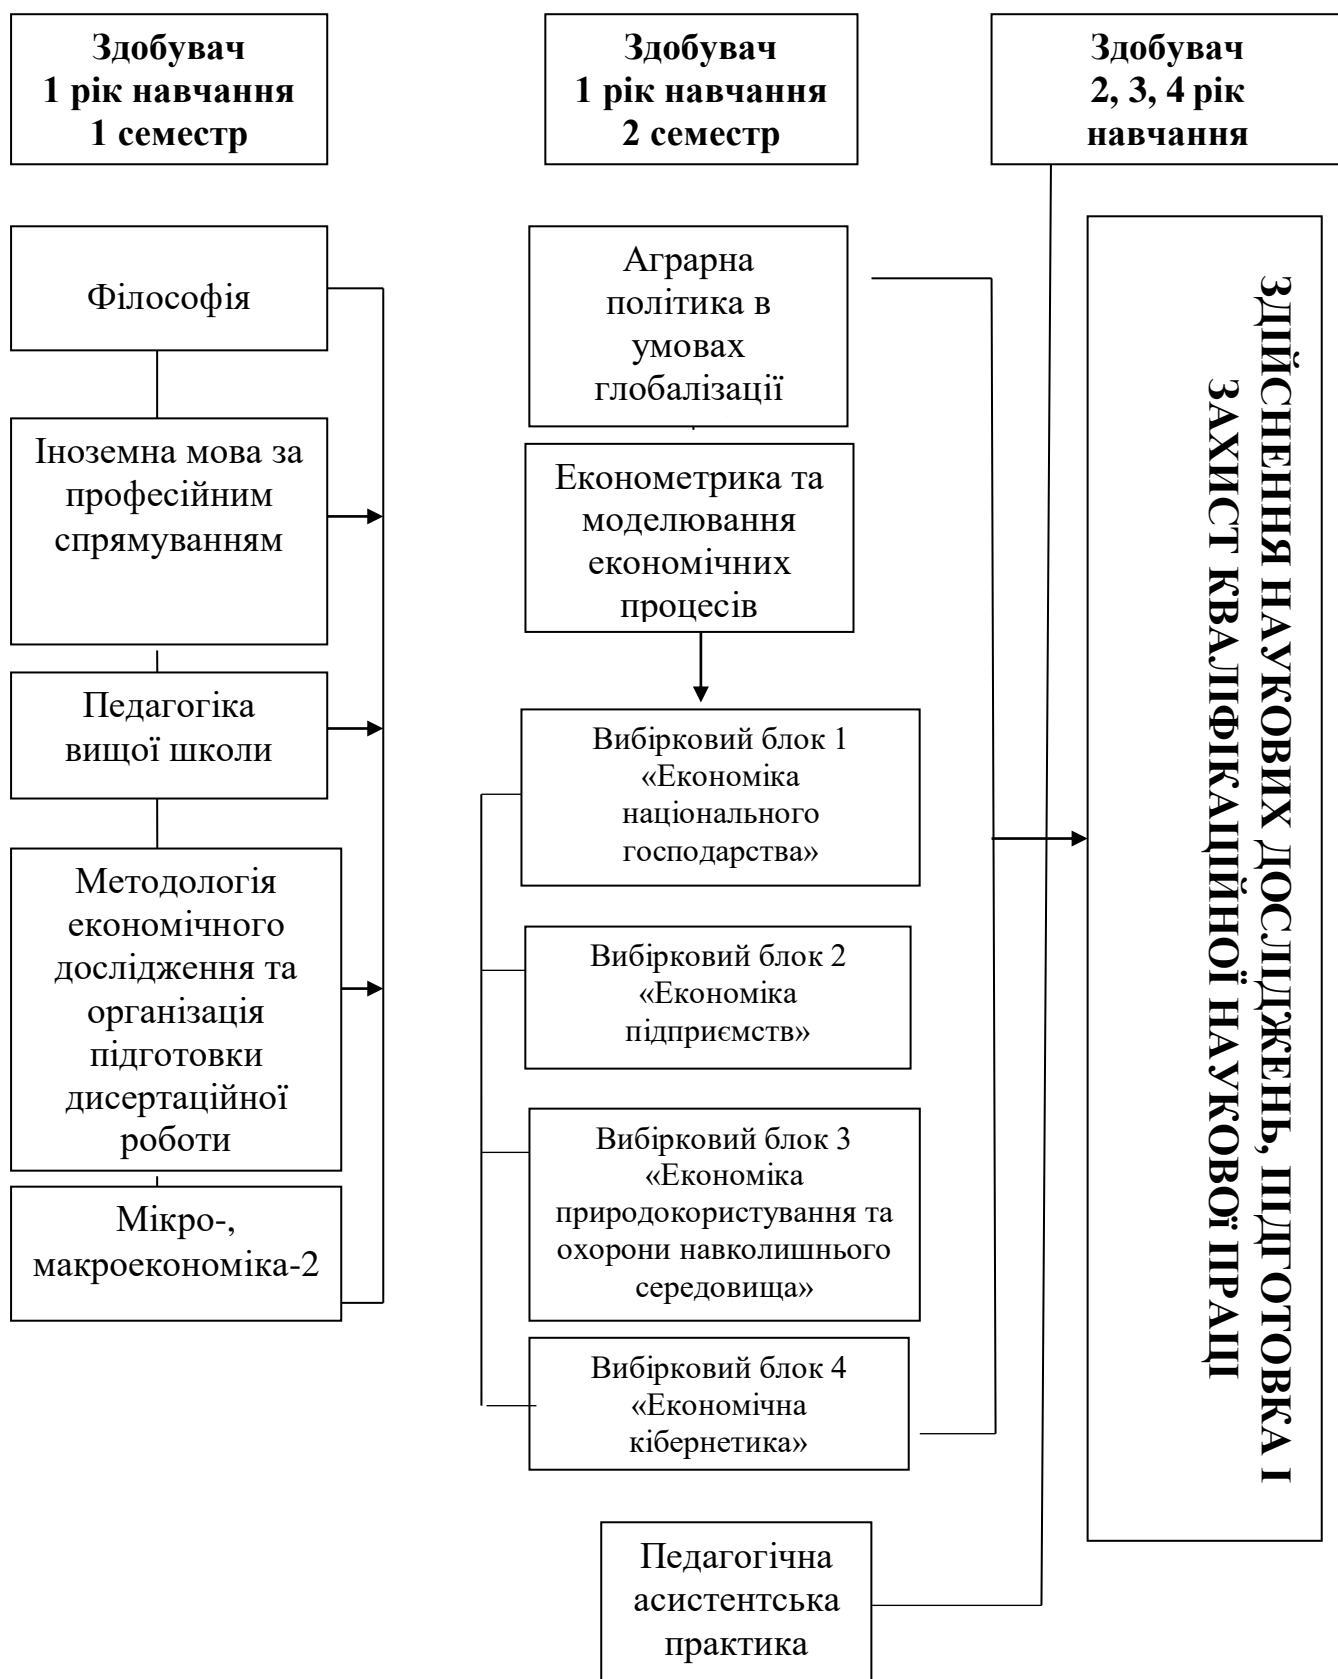 Здобувач
1 рік навчання
1 семестр
Здобувач
1 рік навчання
2 семестр
Здобувач
2, 3, 4 рік
навчання
Філософія
Іноземна мова за
професійним
спрямуванням
Педагогіка
вищої школи
Методологія
економічного
дослідження та
організація
підготовки
дисертаційної
роботи
Мікро-,
макроекономіка-2
Аграрна
політика в
умовах
глобалізації
Економетрика та
моделювання
економічних
процесів
Вибірковий блок 1
«Економіка
національного
господарства»
Вибірковий блок 2
«Економіка
підприємств»
Вибірковий блок 3
«Економіка
природокористування та
охорони навколишнього
середовища»
Вибірковий блок 4
«Економічна
кібернетика»
Педагогічна
асистентська
практика
ЗДІЙСНЕННЯ НАУКОВИХ ДОСЛІДЖЕНЬ, ПІДГОТОВКА І
ЗАХИСТ КВАЛІФІКАЦІЙНОЇ НАУКОВОЇ ПРАЦІ